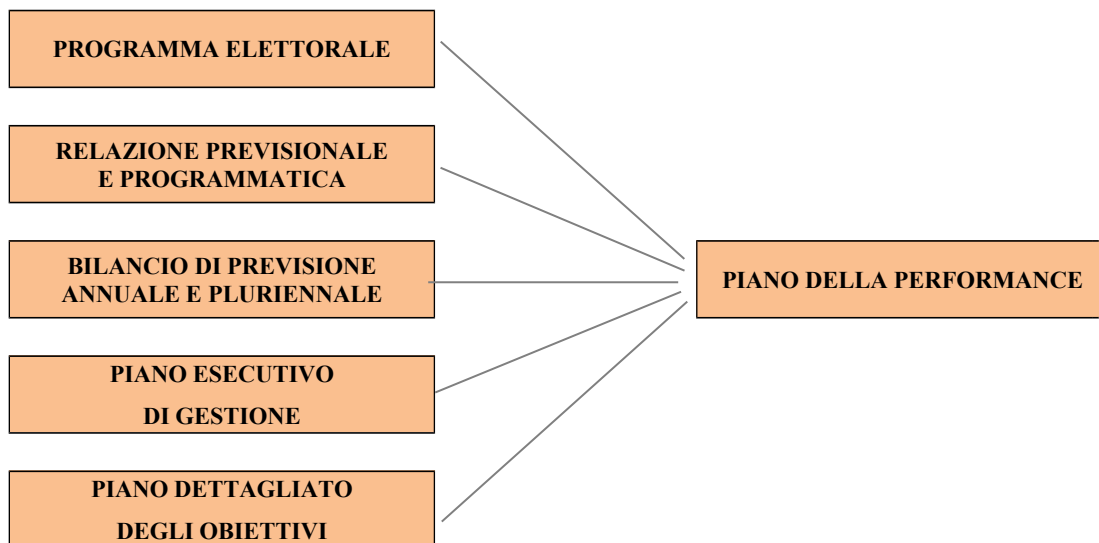 PROGRAMMA ELETTORALE
RELAZIONE PREVISIONALE
E PROGRAMMATICA
BILANCIO DI PREVISIONE
ANNUALE E PLURIENNALE
PIANO DELLA PERFORMANCE
PIANO ESECUTIVO
DI GESTIONE
PIANO DETTAGLIATO
DEGLI OBIETTIVI